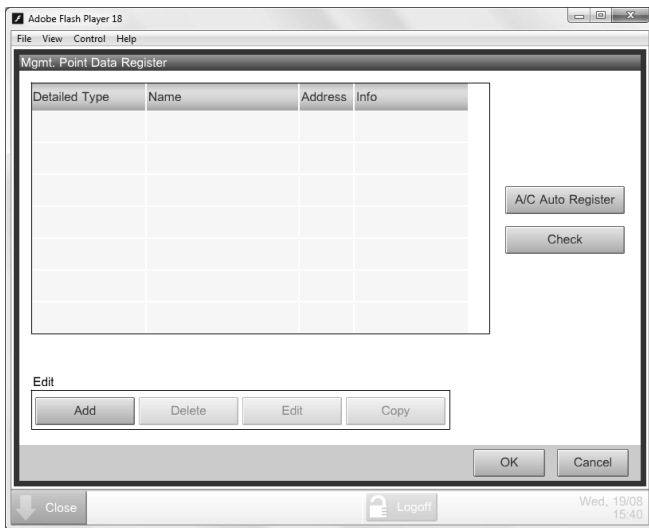 Adobe Flash Player 18
File View Control Help
Mgmt. Point Data Register
Detailed Type Name Address Info
A/C Auto Register
Check
Edit
Add Delete Edit Copy
OK Cancel
Close Logoff Wed, 19/08
15:40